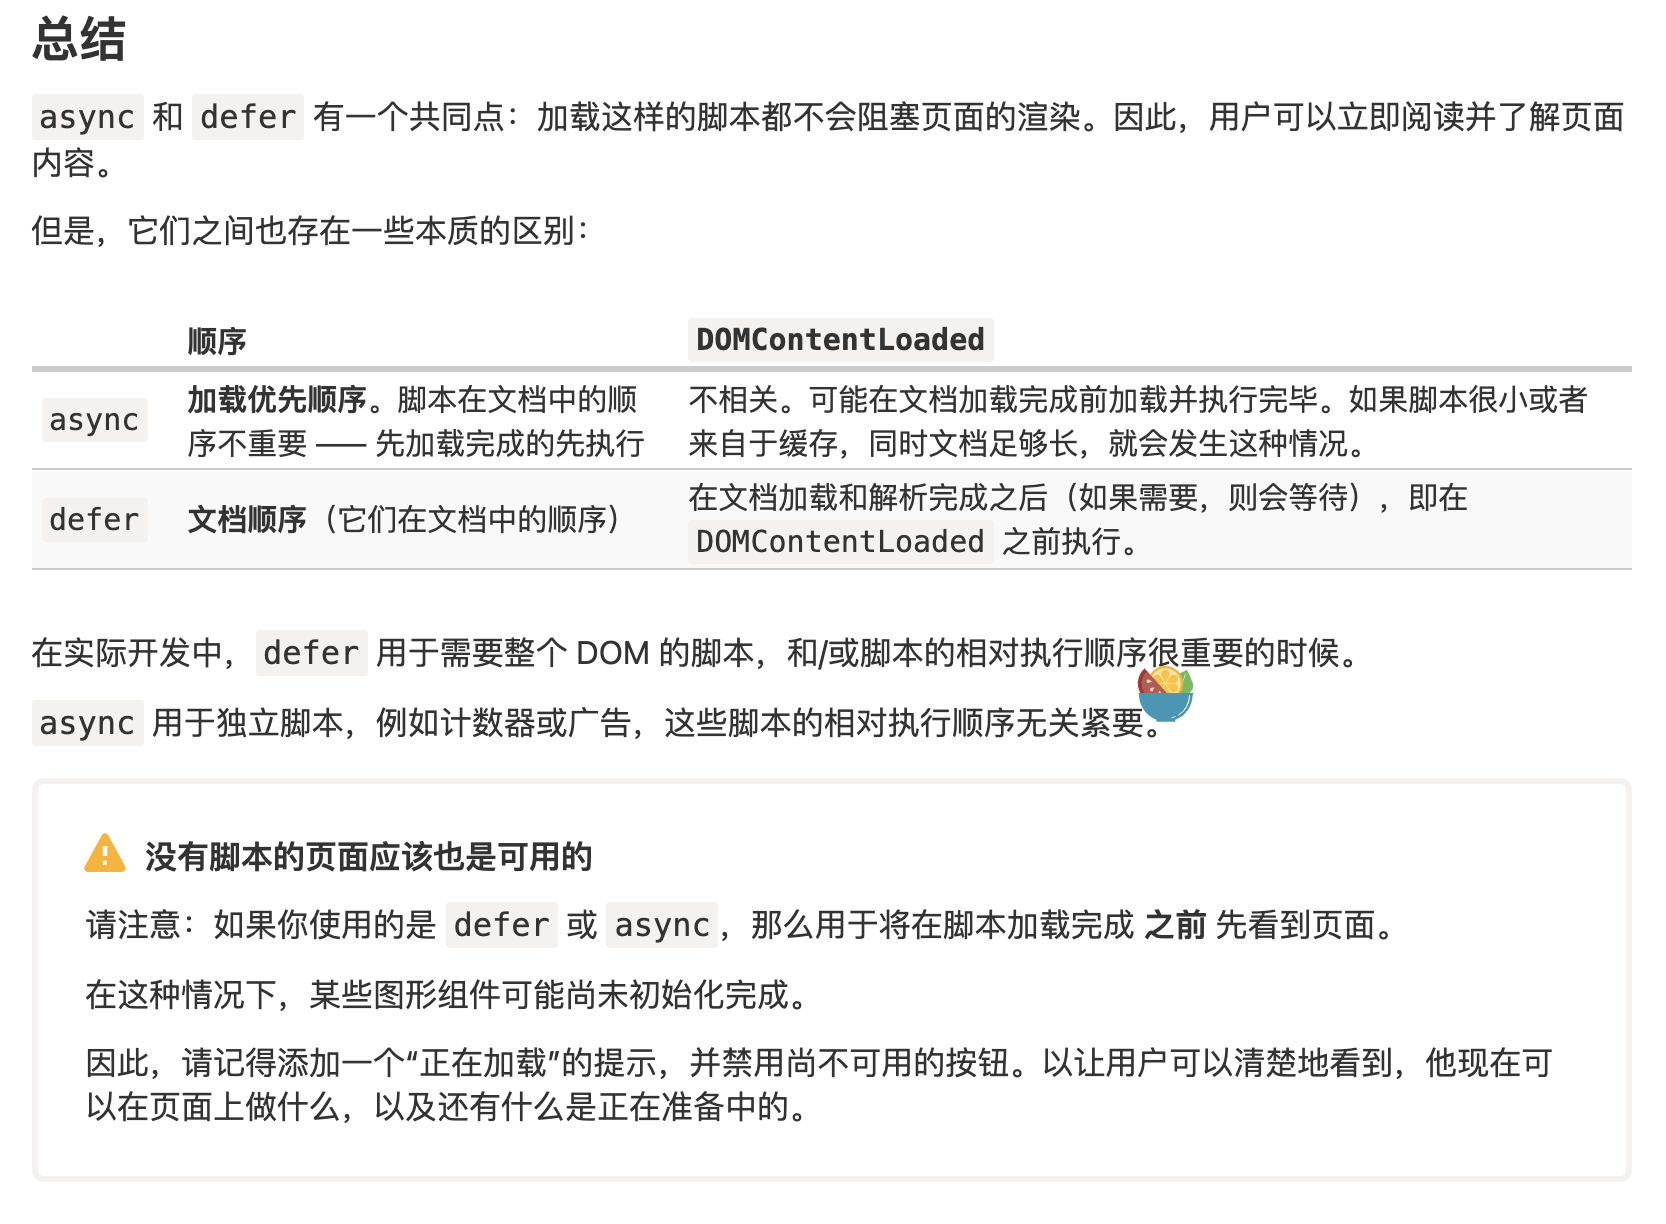 总结
async 和 defer 有一个共同点：加载这样的脚本都不会阻塞页面的渲染。因此，用户可以立即阅读并了解页面
内容。
但是，它们之间也存在一些本质的区别：
顺序 DOMContentLoaded
async 加载优先顺序。脚本在文档中的顺序不重要 —— 先加载完成的先执行 不相关。可能在文档加载完成前加载并执行完毕。如果脚本很小或者来自于缓存，同时文档足够长，就会发生这种情况。
defer 文档顺序（它们在文档中的顺序） 在文档加载和解析完成之后（如果需要，则会等待），即在 DOMContentLoaded 之前执行。
在实际开发中，defer 用于需要整个 DOM 的脚本，和/或脚本的相对执行顺序很重要的时候。
async 用于独立脚本，例如计数器或广告，这些脚本的相对执行顺序无关紧要。
没有脚本的页面应该也是可用的
请注意：如果你使用的是 defer 或 async，那么用于将在脚本加载完成 之前 先看到页面。
在这种情况下，某些图形组件可能尚未初始化完成。
因此，请记得添加一个“正在加载”的提示，并禁用尚不可用的按钮。以让用户可以清楚地看到，他现在可
以在页面上做什么，以及还有什么是正在准备中的。